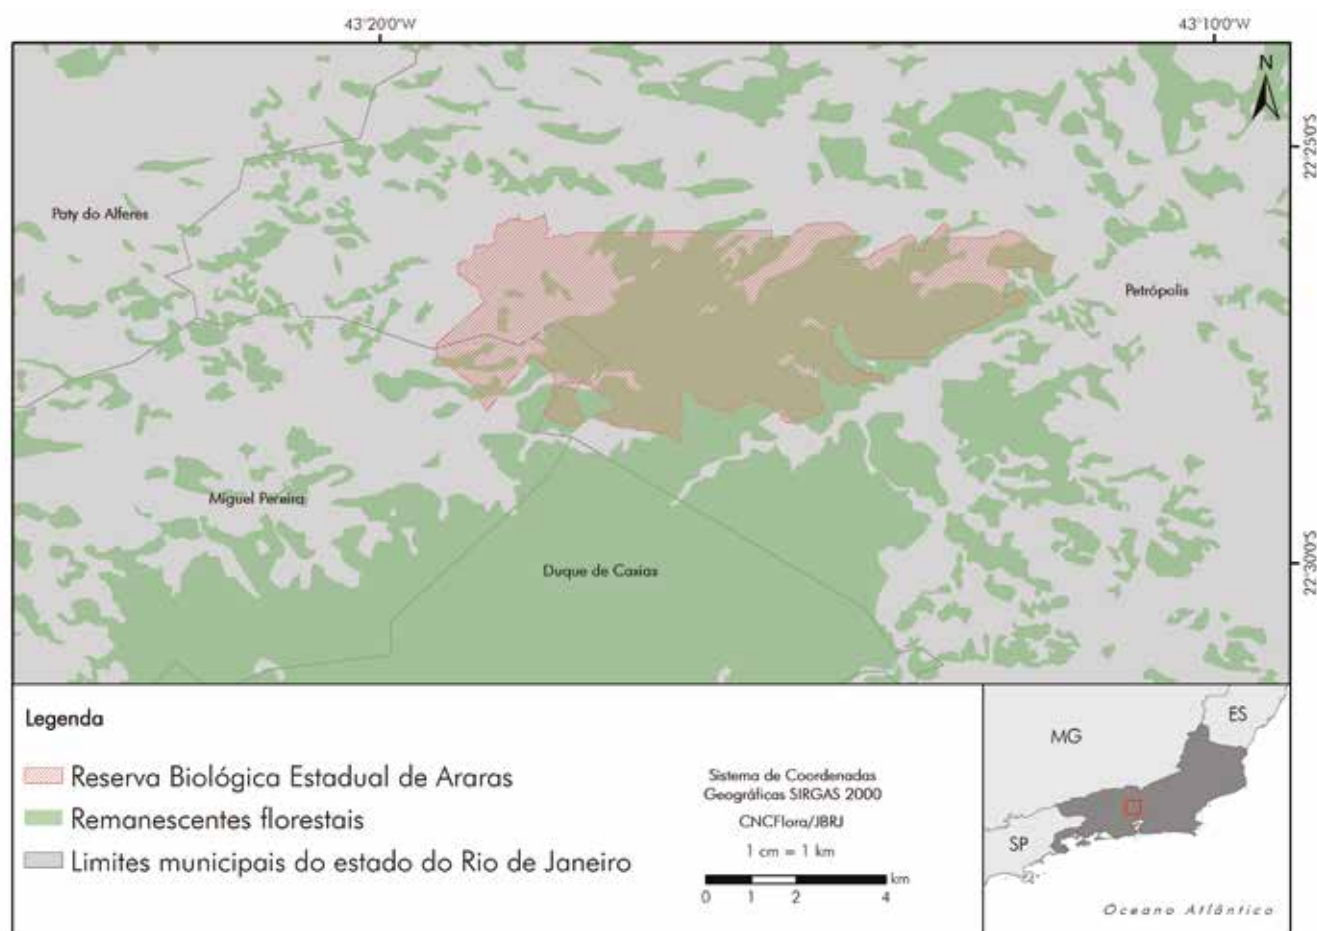 43°20'0"W
43°10'0"W
N
22°25'0"S
Paty do Alferes
Petrópolis
Miguel Pereira
22°30'0"S
Duque de Caxias
Legenda
Reserva Biológica Estadual de Araras
Remanescentes florestais
Limites municipais do estado do Rio de Janeiro
Sistema de Coordenadas
Geográficas SIRGAS 2000
CNCFlora/JBRJ
1 cm = 1 km
km
0 1 2 4
ES
MG
SP
Oceano Atlântico